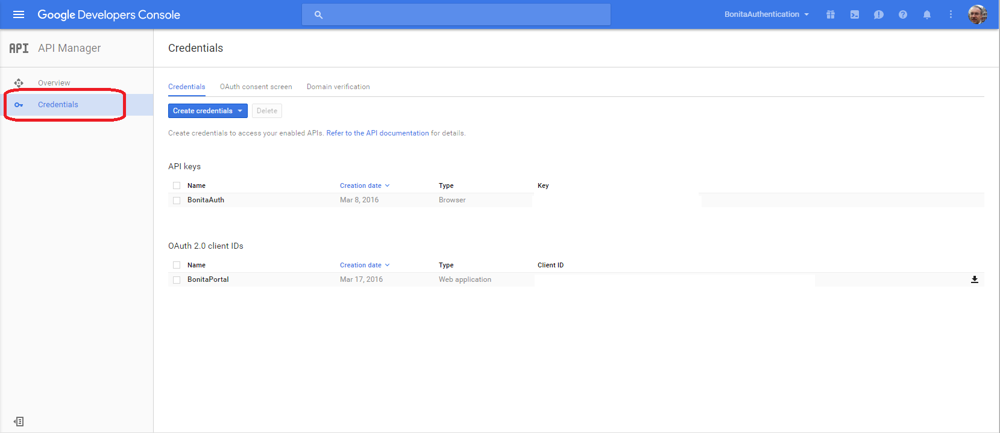 Google Developers Console
BonitaAuthentication
API API Manager
Credentials
Overview
Credentials
Credentials OAuth consent screen Domain verification
Create credentials Delete
Create credentials to access your enabled APIs. Refer to the API documentation for details.
API keys
Name Creation date Type Key
BonitaAuth Mar 8, 2016 Browser
OAuth 2.0 client IDs
Name Creation date Type Client ID
BonitaPortal Mar 17, 2016 Web application